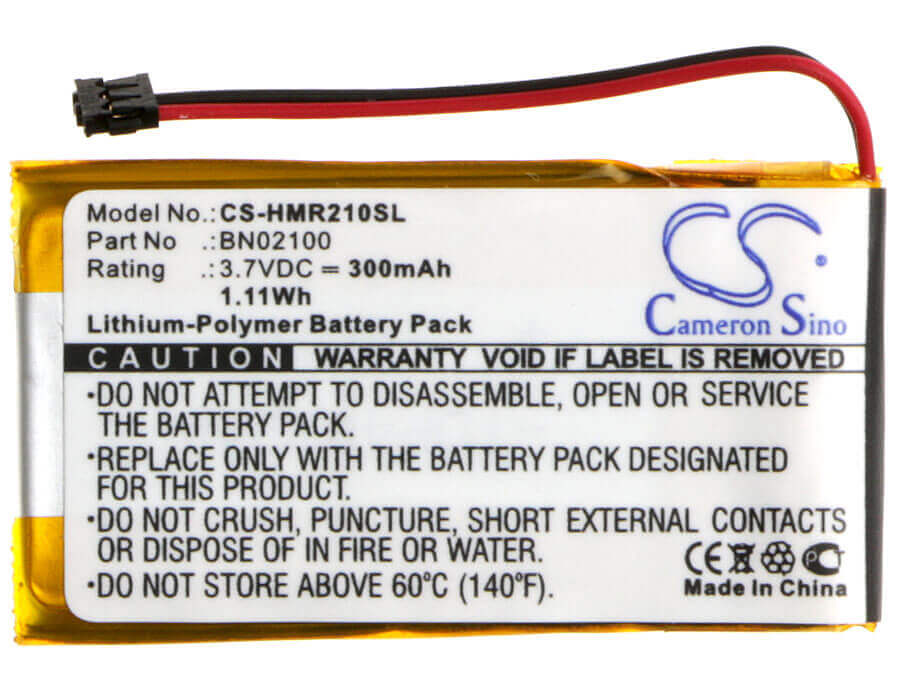 Model No.: CS-HMR210SL
Part No .: BN02100
Rating .: 3.7VDC = 300mAh
1.11Wh
Lithium-Polymer Battery Pack
CS
®
Cameron Sino
CAUTION WARRANTY VOID IF LABEL IS REMOVED
•DO NOT ATTEMPT TO DISASSEMBLE, OPEN OR SERVICE
THE BATTERY PACK.
•REPLACE ONLY WITH THE BATTERY PACK DESIGNATED
FOR THIS PRODUCT.
•DO NOT CRUSH, PUNCTURE, SHORT EXTERNAL CONTACTS
OR DISPOSE OF IN FIRE OR WATER.
•DO NOT STORE ABOVE 60°C (140°F).
CE
Made in China